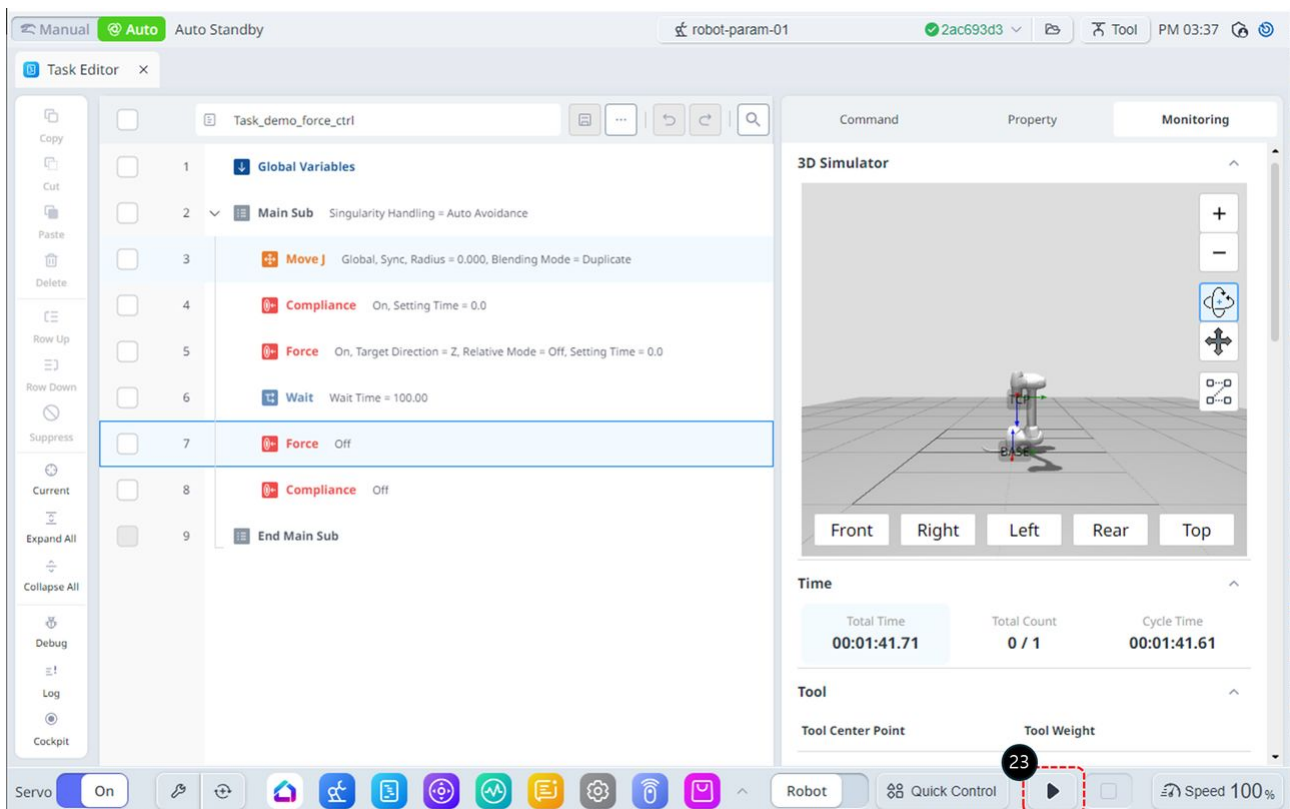 Manual Auto Auto Standby robot-param-01 2ac693d3 Tool PM 03:37
Task Editor ×
Copy
Cut
Paste
Delete
Row Up
Row Down
Suppress
Current
Expand All
Collapse All
Debug
Log
Cockpit
Task_demo_force_ctrl
1 Global Variables
2 Main Sub Singularity Handling = Auto Avoidance
3 Move J Global, Sync, Radius = 0.000, Blending Mode = Duplicate
4 Compliance On, Setting Time = 0.0
5 Force On, Target Direction = Z, Relative Mode = Off, Setting Time = 0.0
6 Wait Wait Time = 100.00
7 Force Off
8 Compliance Off
9 End Main Sub
Command Property Monitoring
3D Simulator
TCP
BASE
Front Right Left Rear Top
Time
Total Time Total Count Cycle Time
00:01:41.71 0 / 1 00:01:41.61
Tool
Tool Center Point Tool Weight
23
Servo On Robot Quick Control Speed 100%